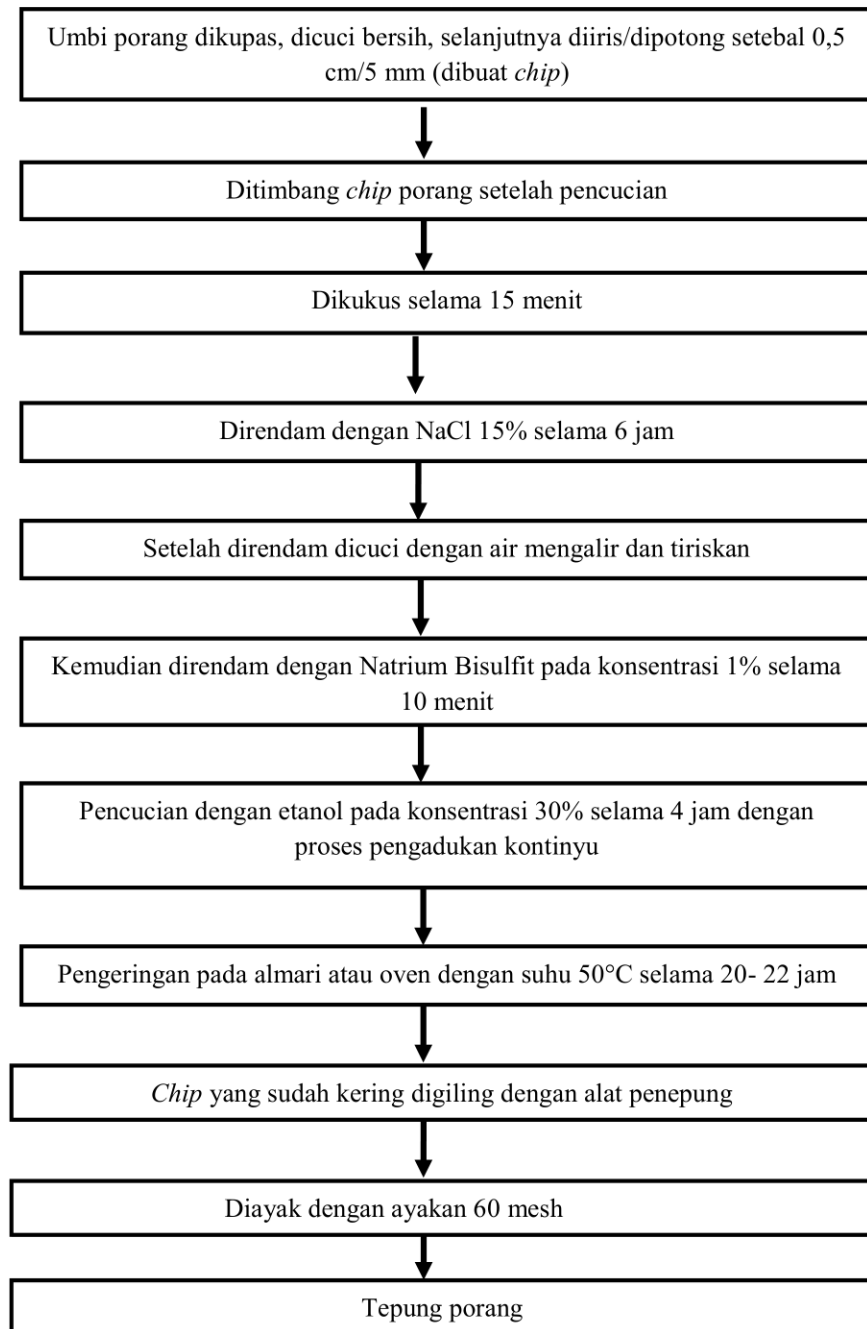 Umbi porang dikupas, dicuci bersih, selanjutnya diiris/dipotong setebal 0,5
cm/5 mm (dibuat chip)
Ditimbang chip porang setelah pencucian
Dikukus selama 15 menit
Direndam dengan NaCl 15% selama 6 jam
Setelah direndam dicuci dengan air mengalir dan tiriskan
Kemudian direndam dengan Natrium Bisulfit pada konsentrasi 1% selama
10 menit
Pencucian dengan etanol pada konsentrasi 30% selama 4 jam dengan
proses pengadukan kontinyu
Pengeringan pada almari atau oven dengan suhu 50°C selama 20- 22 jam
Chip yang sudah kering digiling dengan alat penepung
Diayak dengan ayakan 60 mesh
Tepung porang